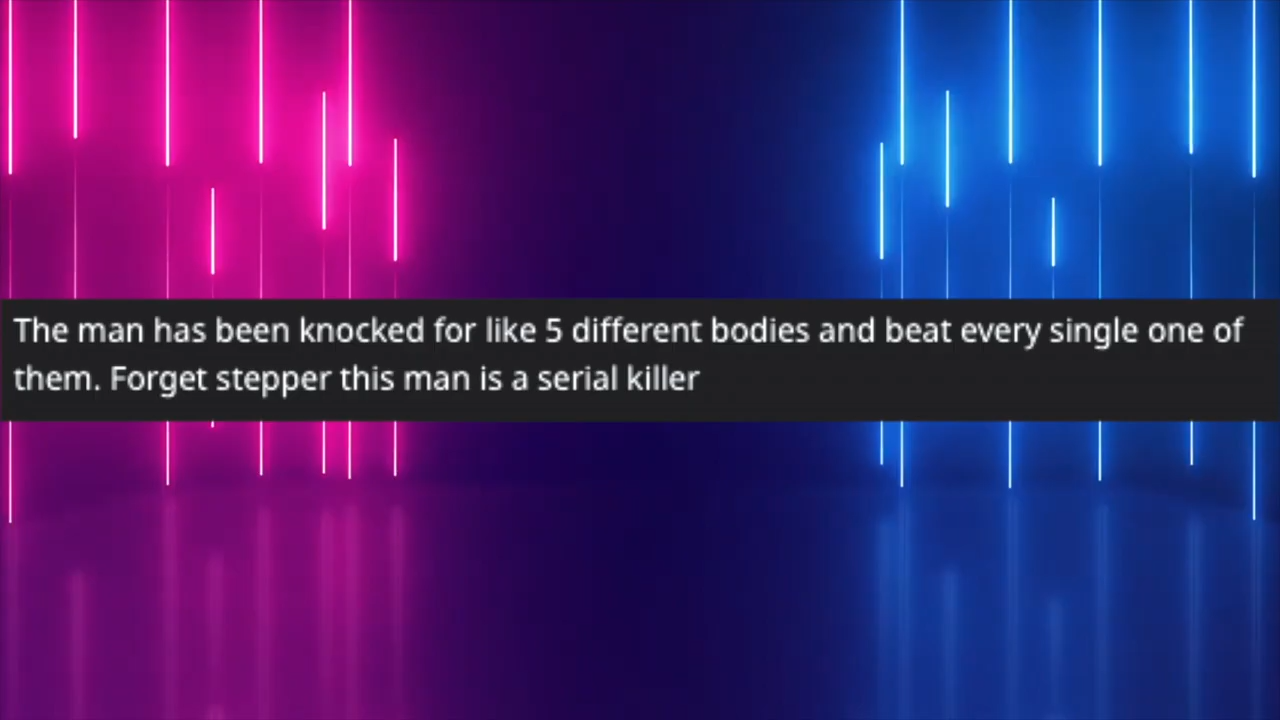 The man has been knocked for like 5 different bodies and beat every single one of
them. Forget stepper this man is a serial killer